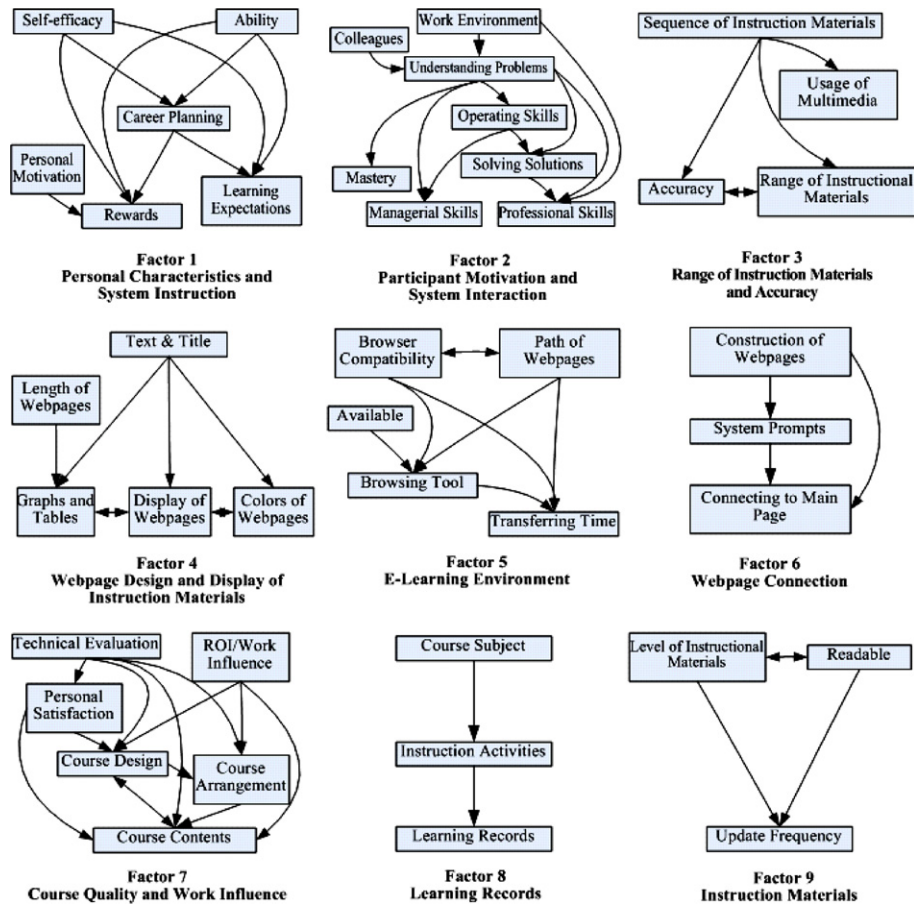 Self-efficacy
Ability
Career Planning
Personal
Motivation
Learning
Expectations
Rewards
Factor 1
Personal Characteristics and
System Instruction
Work Environment
Colleagues
Understanding Problems
Operating Skills
Solving Solutions
Mastery
Managerial Skills
Professional Skills
Factor 2
Participant Motivation and
System Interaction
Sequence of Instruction Materials
Usage of
Multimedia
Accuracy
Range of Instructional
Materials
Factor 3
Range of Instruction Materials
and Accuracy
Text & Title
Length of
Webpages
Graphs and
Tables
Display of
Webpages
Colors of
Webpages
Factor 4
Webpage Design and Display of
Instruction Materials
Browser
Compatibility
Path of
Webpages
Available
Browsing Tool
Transferring Time
Factor 5
E-Learning Environment
Construction of
Webpages
System Prompts
Connecting to Main
Page
Factor 6
Webpage Connection
Technical Evaluation
ROI/Work
Influence
Personal
Satisfaction
Course Design
Course
Arrangement
Course Contents
Factor 7
Course Quality and Work Influence
Course Subject
Instruction Activities
Learning Records
Factor 8
Learning Records
Level of Instructional
Materials
Readable
Update Frequency
Factor 9
Instruction Materials